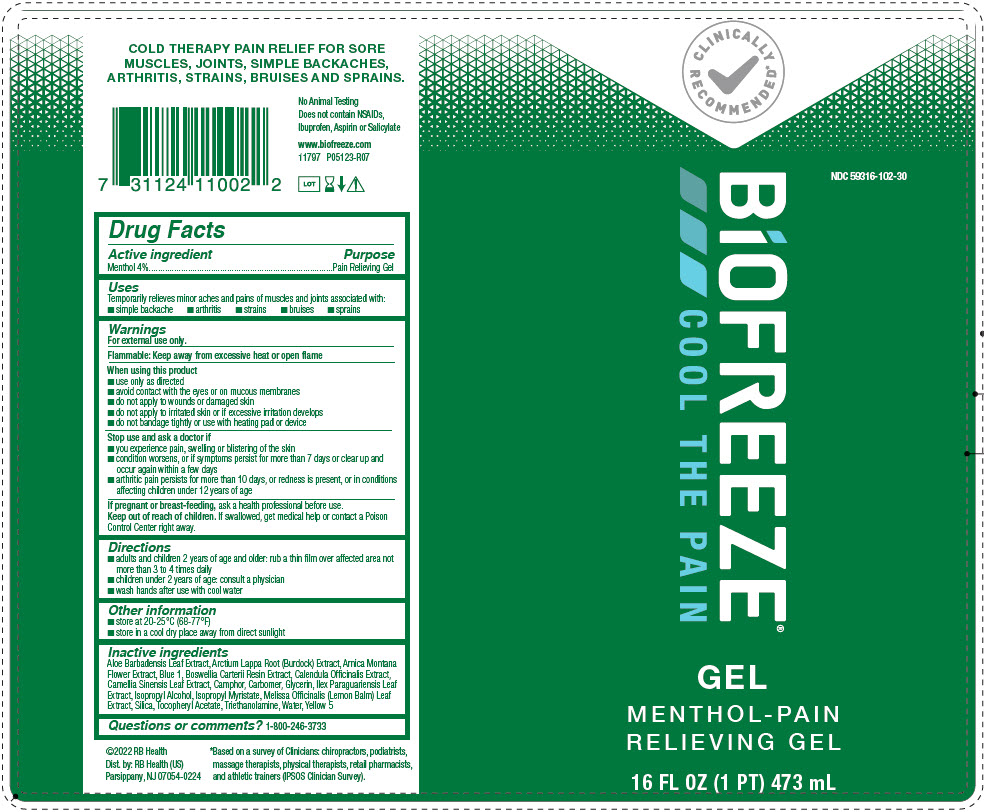 COLD THERAPY PAIN RELIEF FOR SORE
MUSCLES, JOINTS, SIMPLE BACKACHES,
ARTHRITIS, STRAINS, BRUISES AND SPRAINS.
7 31124 11002 2
No Animal Testing
Does not contain NSAIDs,
Ibuprofen, Aspirin or Salicylate
www.biofreeze.com
11797 P05123-R07
LOT
Drug Facts
Active ingredient Purpose
Menthol 4%..........................................................................Pain Relieving Gel
Uses
Temporarily relieves minor aches and pains of muscles and joints associated with:
■ simple backache ■ arthritis ■ strains ■ bruises ■ sprains
Warnings
For external use only.
Flammable: Keep away from excessive heat or open flame
When using this product
■ use only as directed
■ avoid contact with the eyes or on mucous membranes
■ do not apply to wounds or damaged skin
■ do not apply to irritated skin or if excessive irritation develops
■ do not bandage tightly or use with heating pad or device
Stop use and ask a doctor if
■ you experience pain, swelling or blistering of the skin
■ condition worsens, or if symptoms persist for more than 7 days or clear up and
occur again within a few days
■ arthritic pain persists for more than 10 days, or redness is present, or in conditions
affecting children under 12 years of age
If pregnant or breast-feeding, ask a health professional before use.
Keep out of reach of children. If swallowed, get medical help or contact a Poison
Control Center right away.
Directions
■ adults and children 2 years of age and older: rub a thin film over affected area not
more than 3 to 4 times daily
■ children under 2 years of age: consult a physician
■ wash hands after use with cool water
Other information
■ store at 20-25°C (68-77°F)
■ store in a cool dry place away from direct sunlight
Inactive ingredients
Aloe Barbadensis Leaf Extract, Arctium Lappa Root (Burdock) Extract, Arnica Montana
Flower Extract, Blue 1, Boswellia Carterii Resin Extract, Calendula Officinalis Extract,
Camellia Sinensis Leaf Extract, Camphor, Carbomer, Glycerin, Ilex Paraguariensis Leaf
Extract, Isopropyl Alcohol, Isopropyl Myristate, Melissa Officinalis (Lemon Balm) Leaf
Extract, Silica, Tocopheryl Acetate, Triethanolamine, Water, Yellow 5
Questions or comments? 1-800-246-3733
©2022 RB Health
Dist. by: RB Health (US)
Parsippany, NJ 07054-0224
*Based on a survey of Clinicians: chiropractors, podiatrists,
massage therapists, physical therapists, retail pharmacists,
and athletic trainers (IPSOS Clinician Survey).
CLINICALLY
RECOMMENDED*
NDC 59316-102-30
BIOFREEZE®
COOL THE PAIN
GEL
MENTHOL-PAIN
RELIEVING GEL
16 FL OZ (1 PT) 473 mL